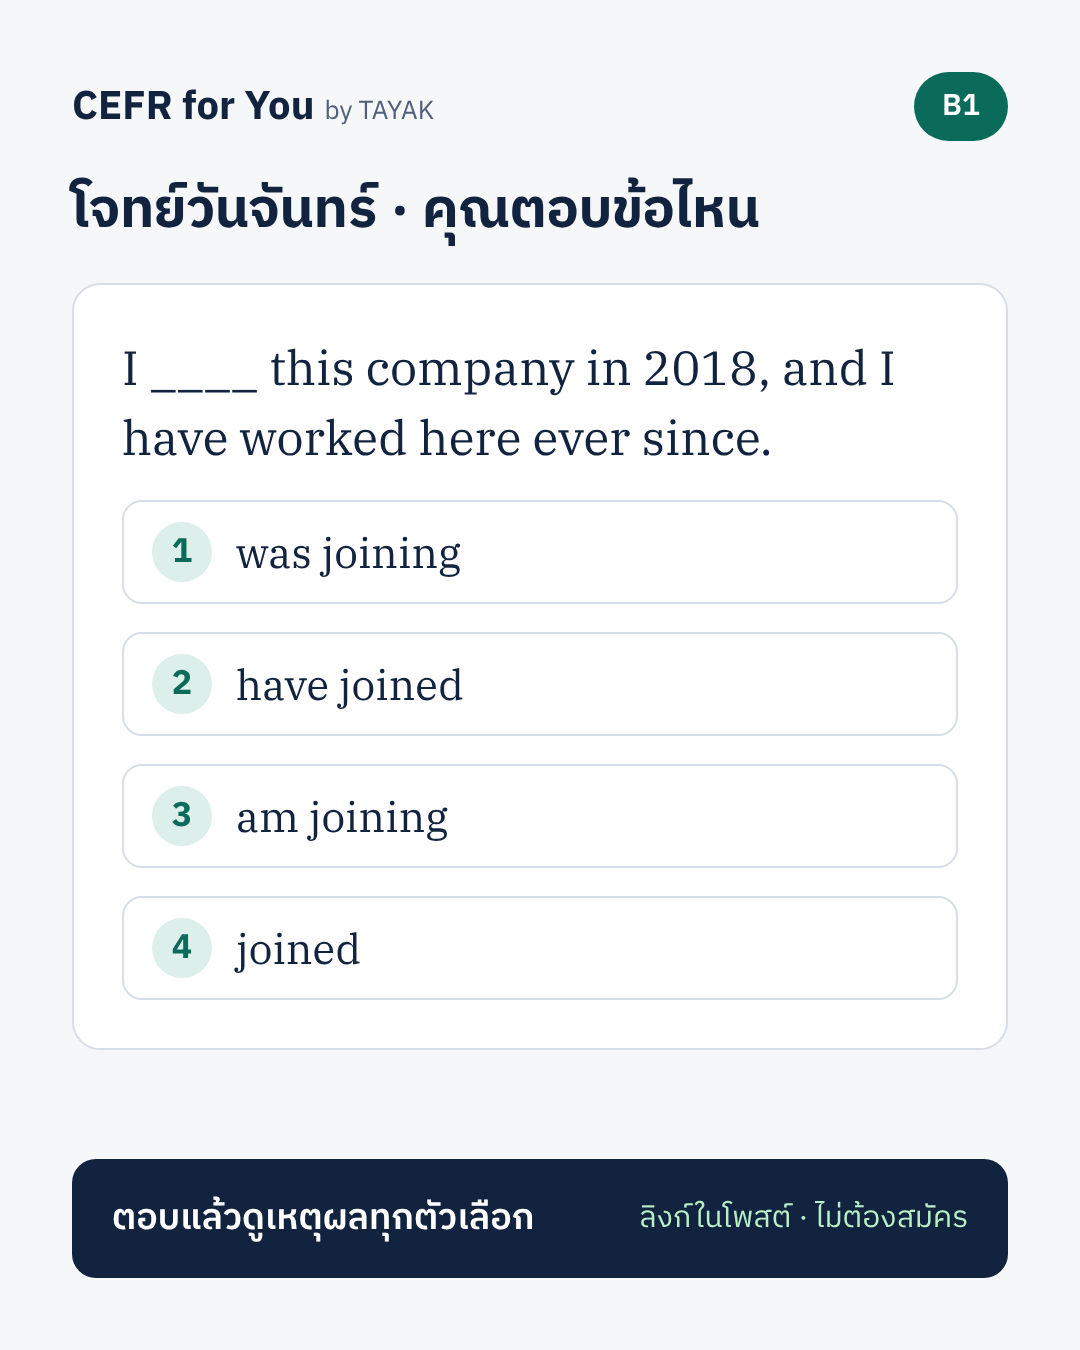 CEFR for You by TAYAK
B1
โจทย์วันจันทร์ · คุณตอบข้อไหน
I ____ this company in 2018, and I
have worked here ever since.
1 was joining
2 have joined
3 am joining
4 joined
ตอบแล้วดูเหตุผลทุกตัวเลือก
ลิงก์ในโพสต์ · ไม่ต้องสมัคร